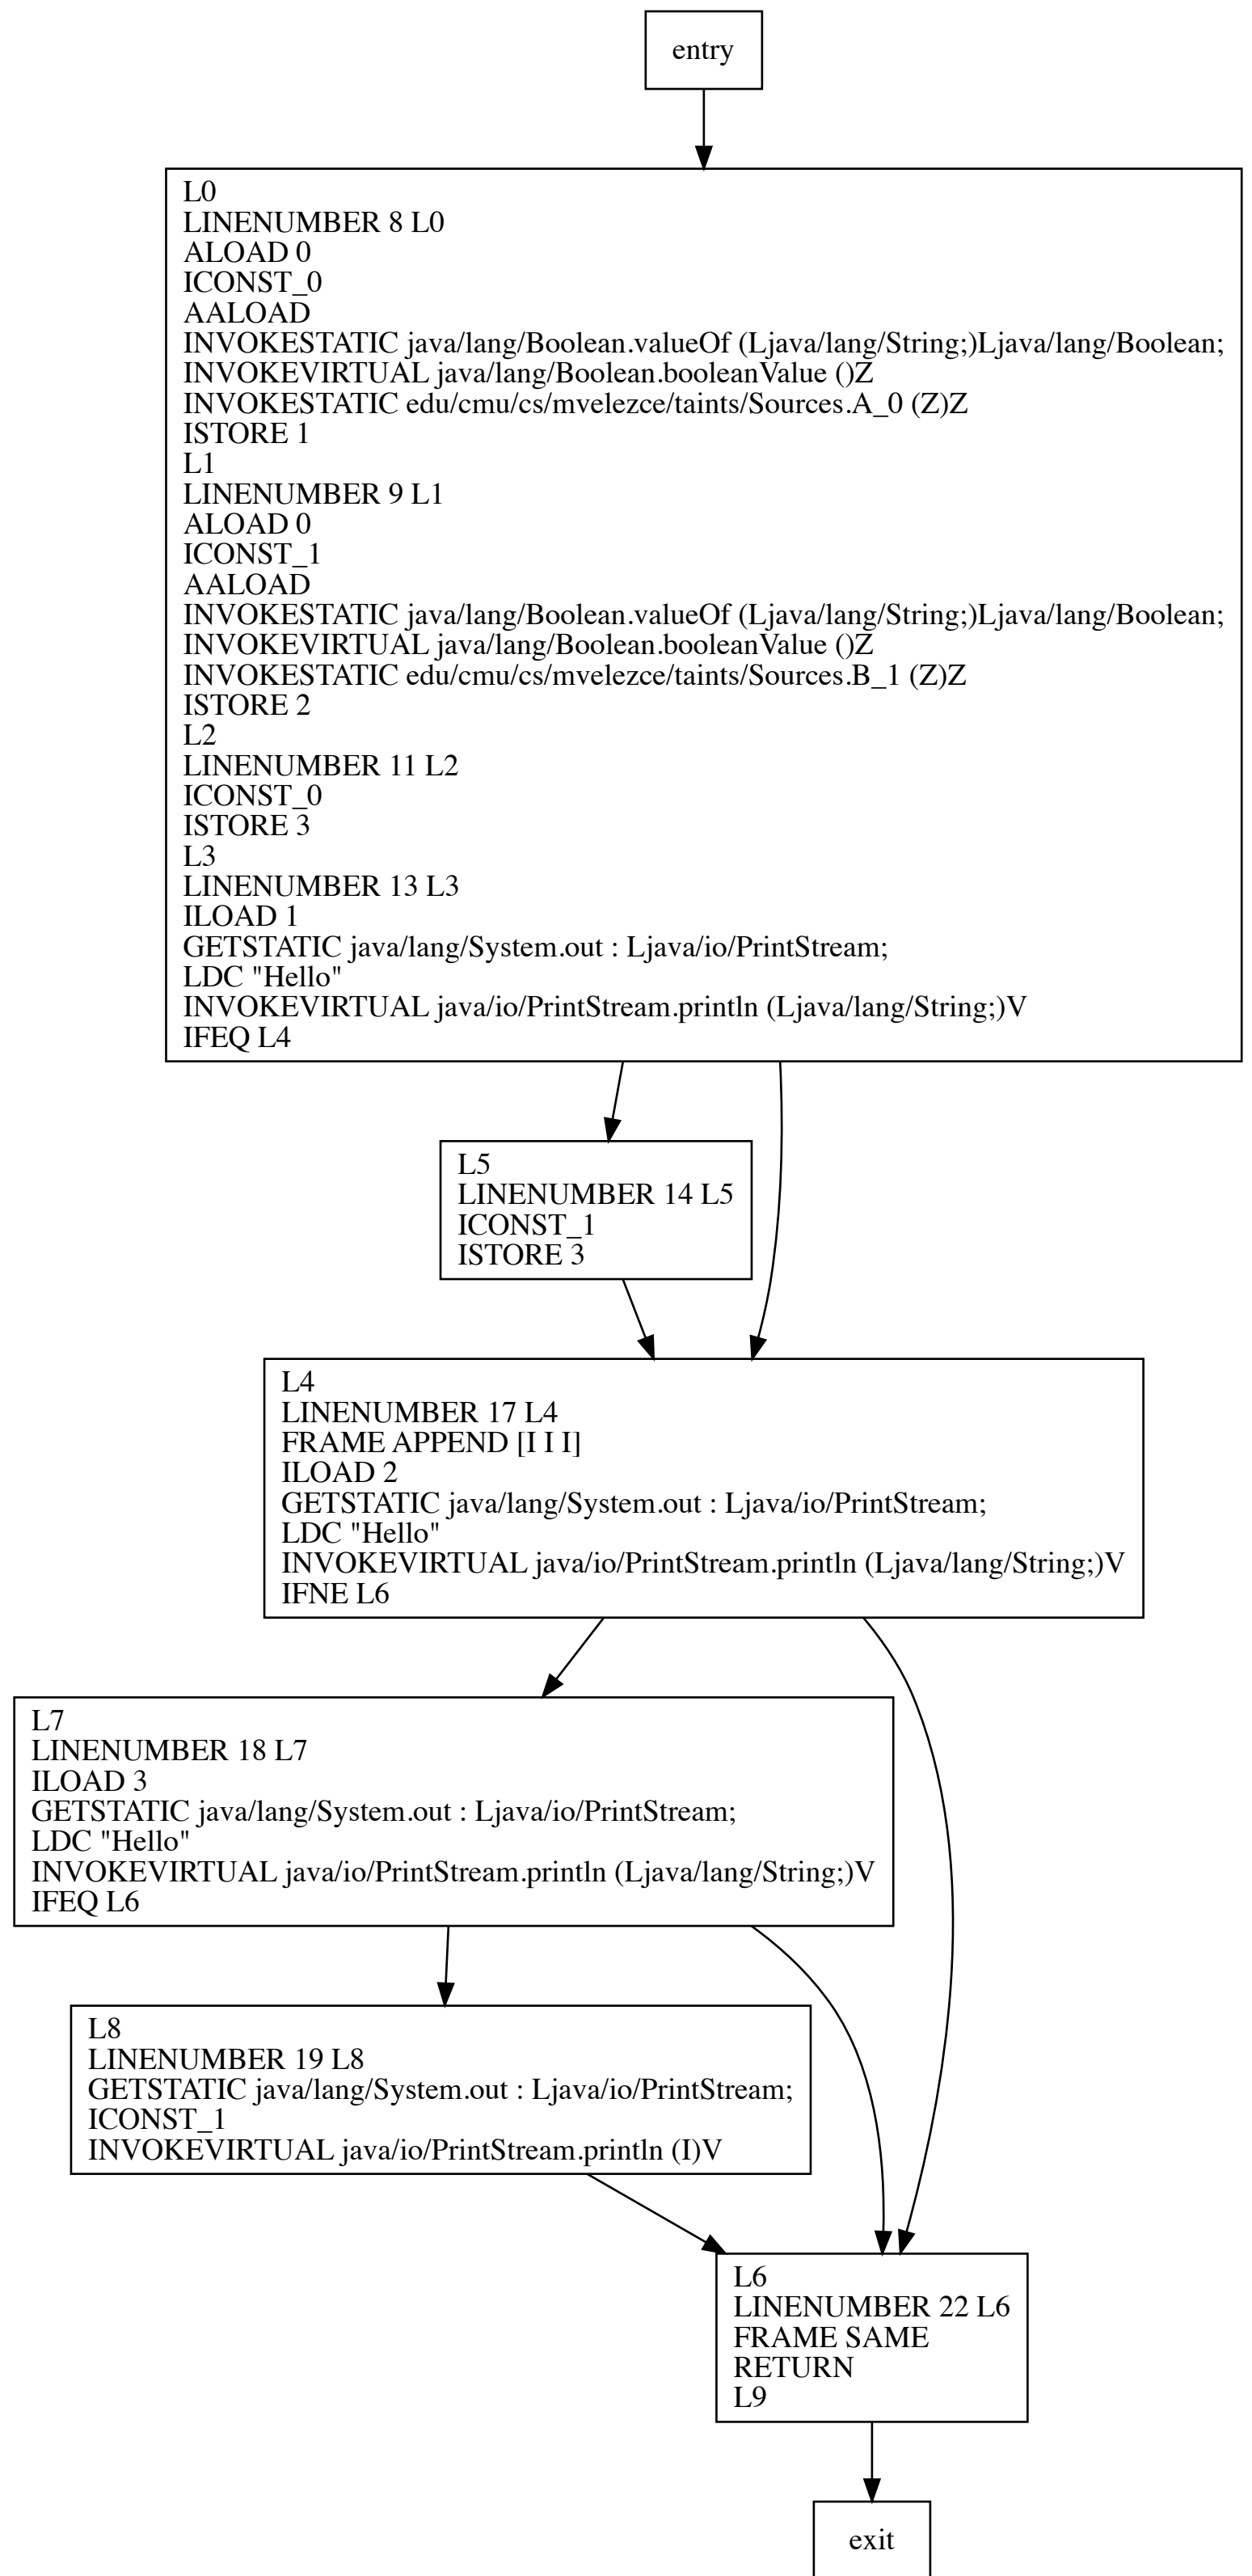 entry
L0
LINENUMBER 8 L0
ALOAD 0
ICONST_0
AALOAD
INVOKESTATIC java/lang/Boolean.valueOf (Ljava/lang/String;)Ljava/lang/Boolean;
INVOKEVIRTUAL java/lang/Boolean.booleanValue ()Z
INVOKESTATIC edu/cmu/cs/mvelezce/taints/Sources.A_0 (Z)Z
ISTORE 1
L1
LINENUMBER 9 L1
ALOAD 0
ICONST_1
AALOAD
INVOKESTATIC java/lang/Boolean.valueOf (Ljava/lang/String;)Ljava/lang/Boolean;
INVOKEVIRTUAL java/lang/Boolean.booleanValue ()Z
INVOKESTATIC edu/cmu/cs/mvelezce/taints/Sources.B_1 (Z)Z
ISTORE 2
L2
LINENUMBER 11 L2
ICONST_0
ISTORE 3
L3
LINENUMBER 13 L3
ILOAD 1
GETSTATIC java/lang/System.out : Ljava/io/PrintStream;
LDC "Hello"
INVOKEVIRTUAL java/io/PrintStream.println (Ljava/lang/String;)V
IFEQ L4
L5
LINENUMBER 14 L5
ICONST_1
ISTORE 3
L4
LINENUMBER 17 L4
FRAME APPEND [I I I]
ILOAD 2
GETSTATIC java/lang/System.out : Ljava/io/PrintStream;
LDC "Hello"
INVOKEVIRTUAL java/io/PrintStream.println (Ljava/lang/String;)V
IFNE L6
L7
LINENUMBER 18 L7
ILOAD 3
GETSTATIC java/lang/System.out : Ljava/io/PrintStream;
LDC "Hello"
INVOKEVIRTUAL java/io/PrintStream.println (Ljava/lang/String;)V
IFEQ L6
L8
LINENUMBER 19 L8
GETSTATIC java/lang/System.out : Ljava/io/PrintStream;
ICONST_1
INVOKEVIRTUAL java/io/PrintStream.println (I)V
L6
LINENUMBER 22 L6
FRAME SAME
RETURN
L9
exit